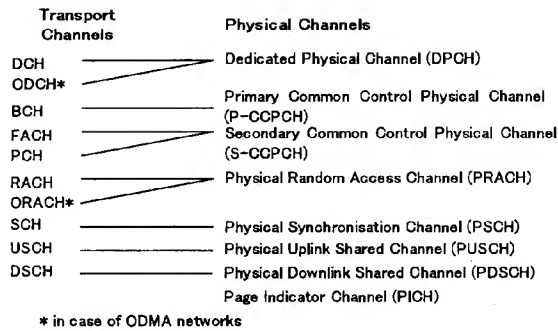 Transport Channels Physical Channels
DCH Dedicated Physical Channel (DPCH)
ODCH*
BCH Primary Common Control Physical Channel (P-CCPCH)
FACH Secondary Common Control Physical Channel (S-CCPCH)
PCH
RACH Physical Random Access Channel (PRACH)
ORACH*
SCH Physical Synchronisation Channel (PSCH)
USCH Physical Uplink Shared Channel (PUSCH)
DSCH Physical Downlink Shared Channel (PDSCH)
Page Indicator Channel (PICH)
* in case of ODMA networks